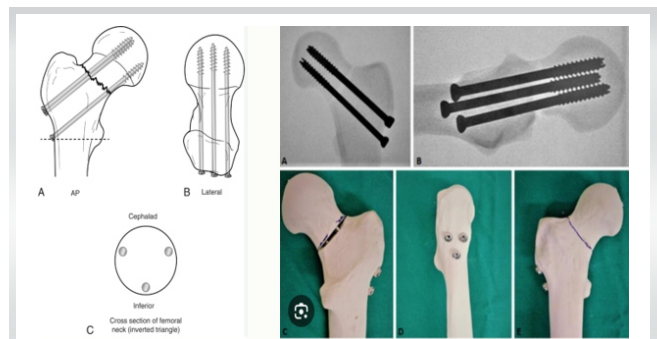 A AP
B Lateral
Cephalad
Inferior
C
Cross section of femoral
neck (inverted triangle)
A
B
C
D
E